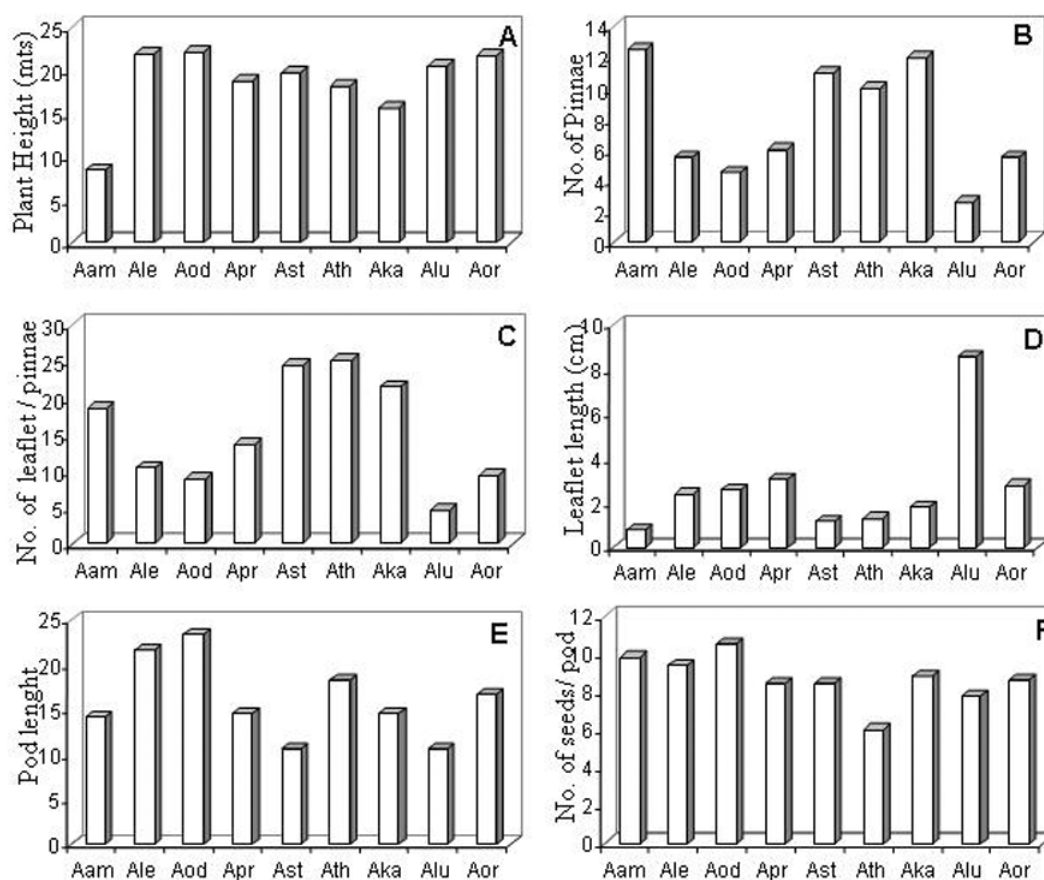 A
Plant Height (mts)
25
20
15
10
5
0
Aam Ale Aod Apr Ast Ath Aka Alu Aor
B
No. of Pinnae
14
12
10
8
6
4
2
0
Aam Ale Aod Apr Ast Ath Aka Alu Aor
C
No. of leaflet / pinnae
30
25
20
15
10
5
0
Aam Ale Aod Apr Ast Ath Aka Alu Aor
D
Leaflet length (cm)
10
8
6
4
2
0
Aam Ale Aod Apr Ast Ath Aka Alu Aor
E
Pod lenght
25
20
15
10
5
0
Aam Ale Aod Apr Ast Ath Aka Alu Aor
No. of seeds/ pod
12
10
8
6
4
2
0
Aam Ale Aod Apr Ast Ath Aka Alu Aor